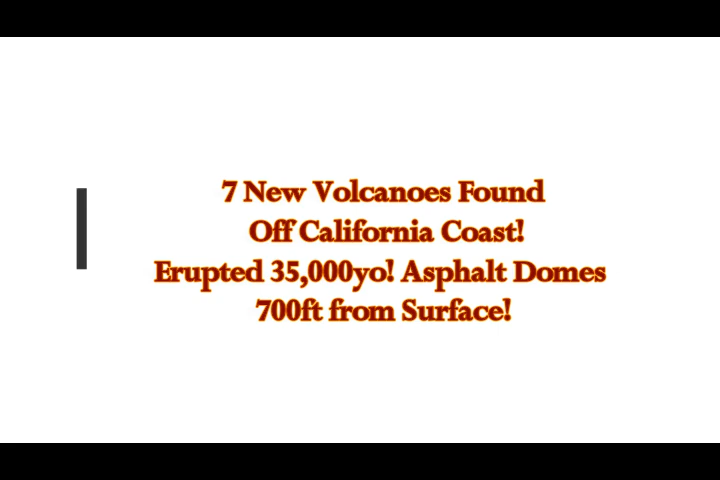 7 New Volcanoes Found
Off California Coast!
Erupted 35,000yo! Asphalt Domes
700ft from Surface!